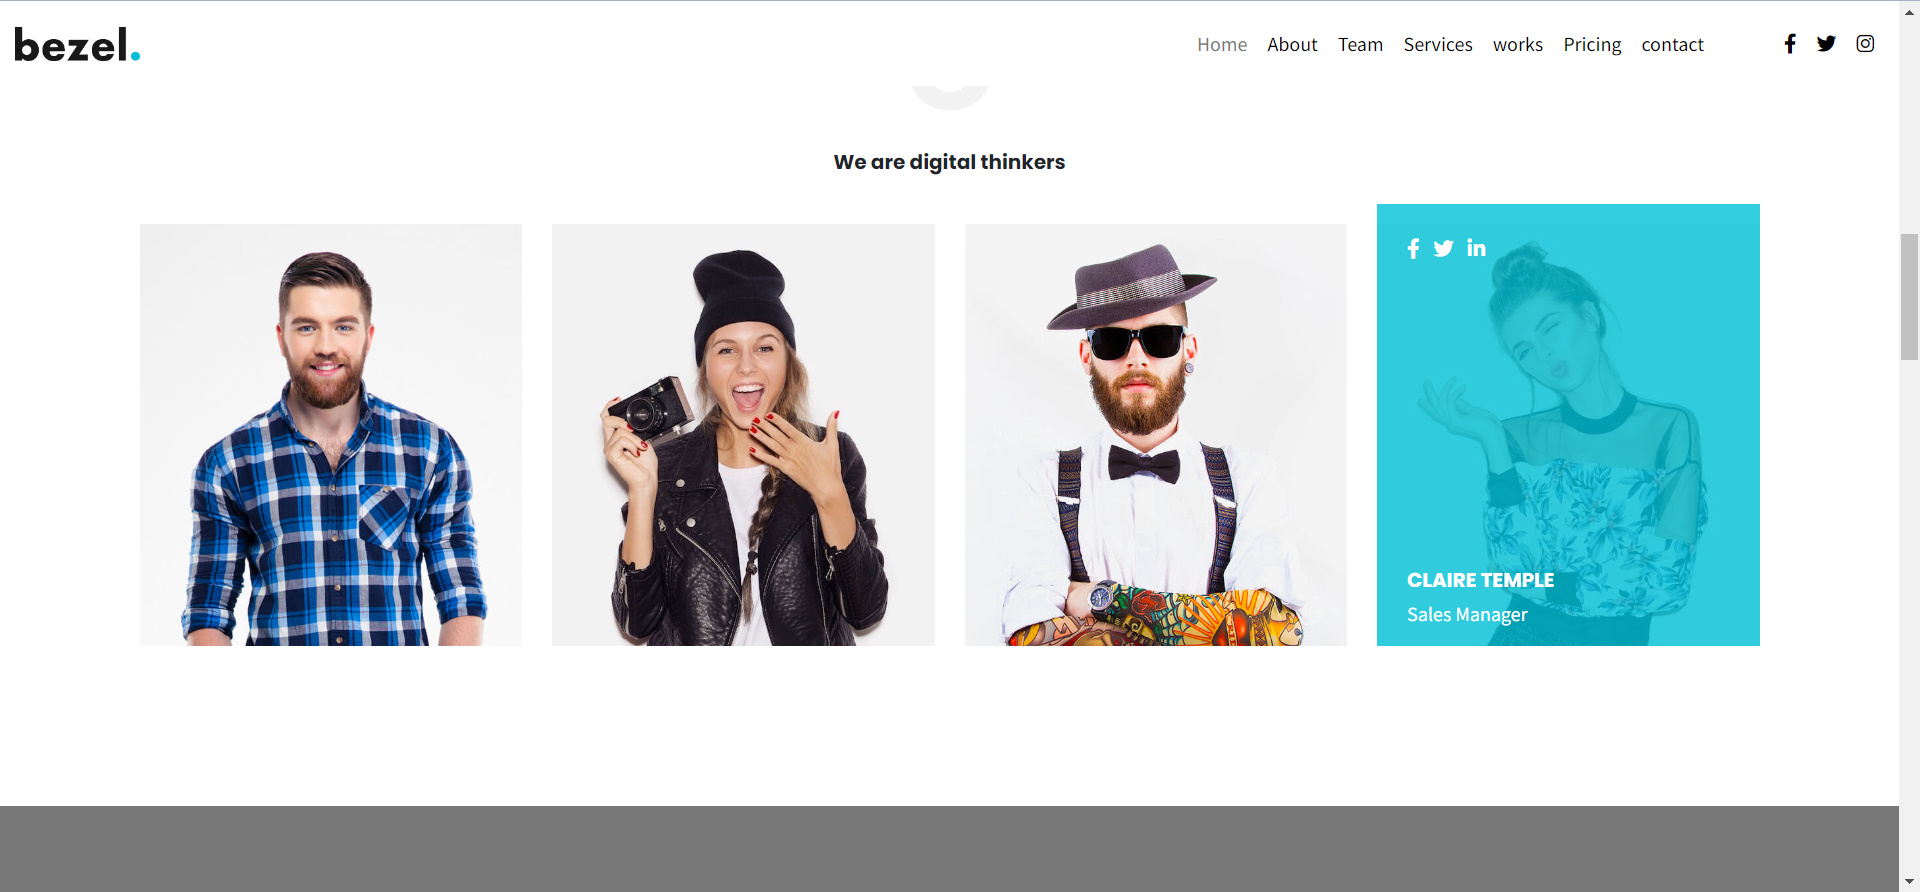 bezel.
Home About Team Services works Pricing contact
We are digital thinkers
CLAIRE TEMPLE
Sales Manager